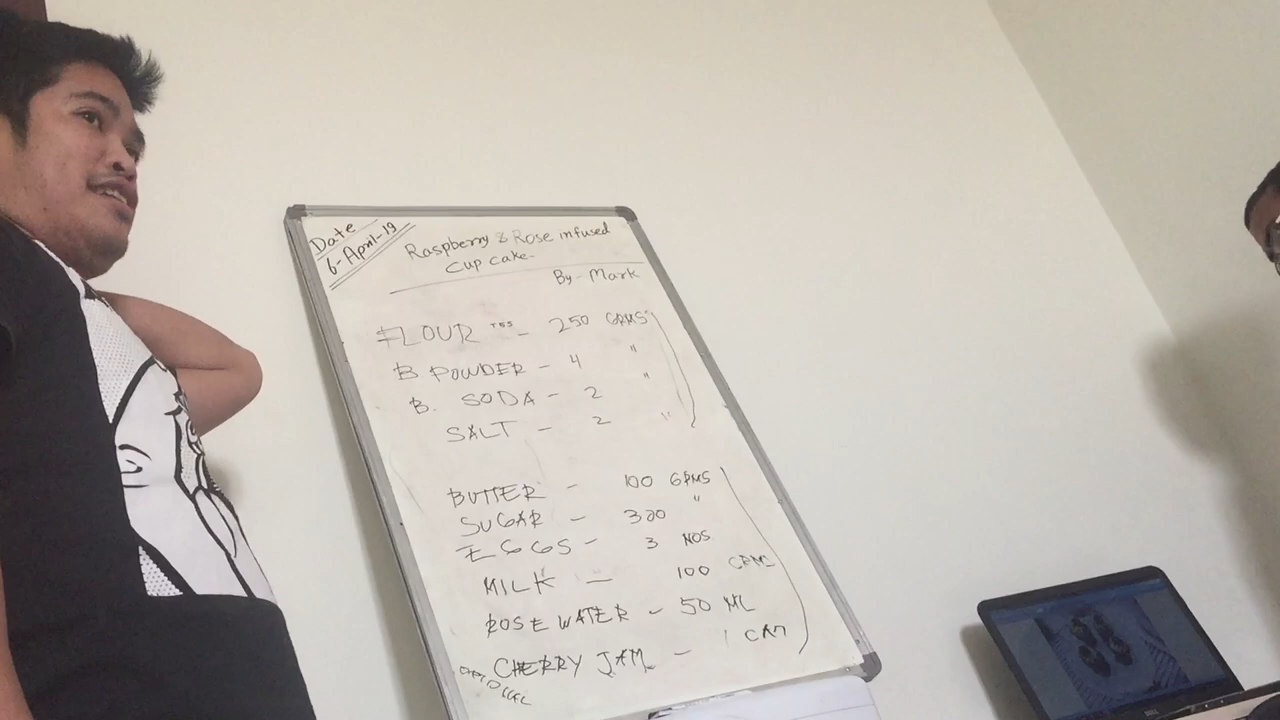 Date
6-April-19
Raspberry & Rose infused
Cup cake-
By - Mark
FLOUR T55 - 250 GRMS
B POWDER - 4 "
B. SODA - 2 "
SALT - 2 "
BUTTER - 100 GRMS
SUGAR - 300 "
EGGS - 3 NOS
MILK - 100 GRMS
ROSE WATER - 50 ML
CHERRY JAM - 1 CAN
DELL